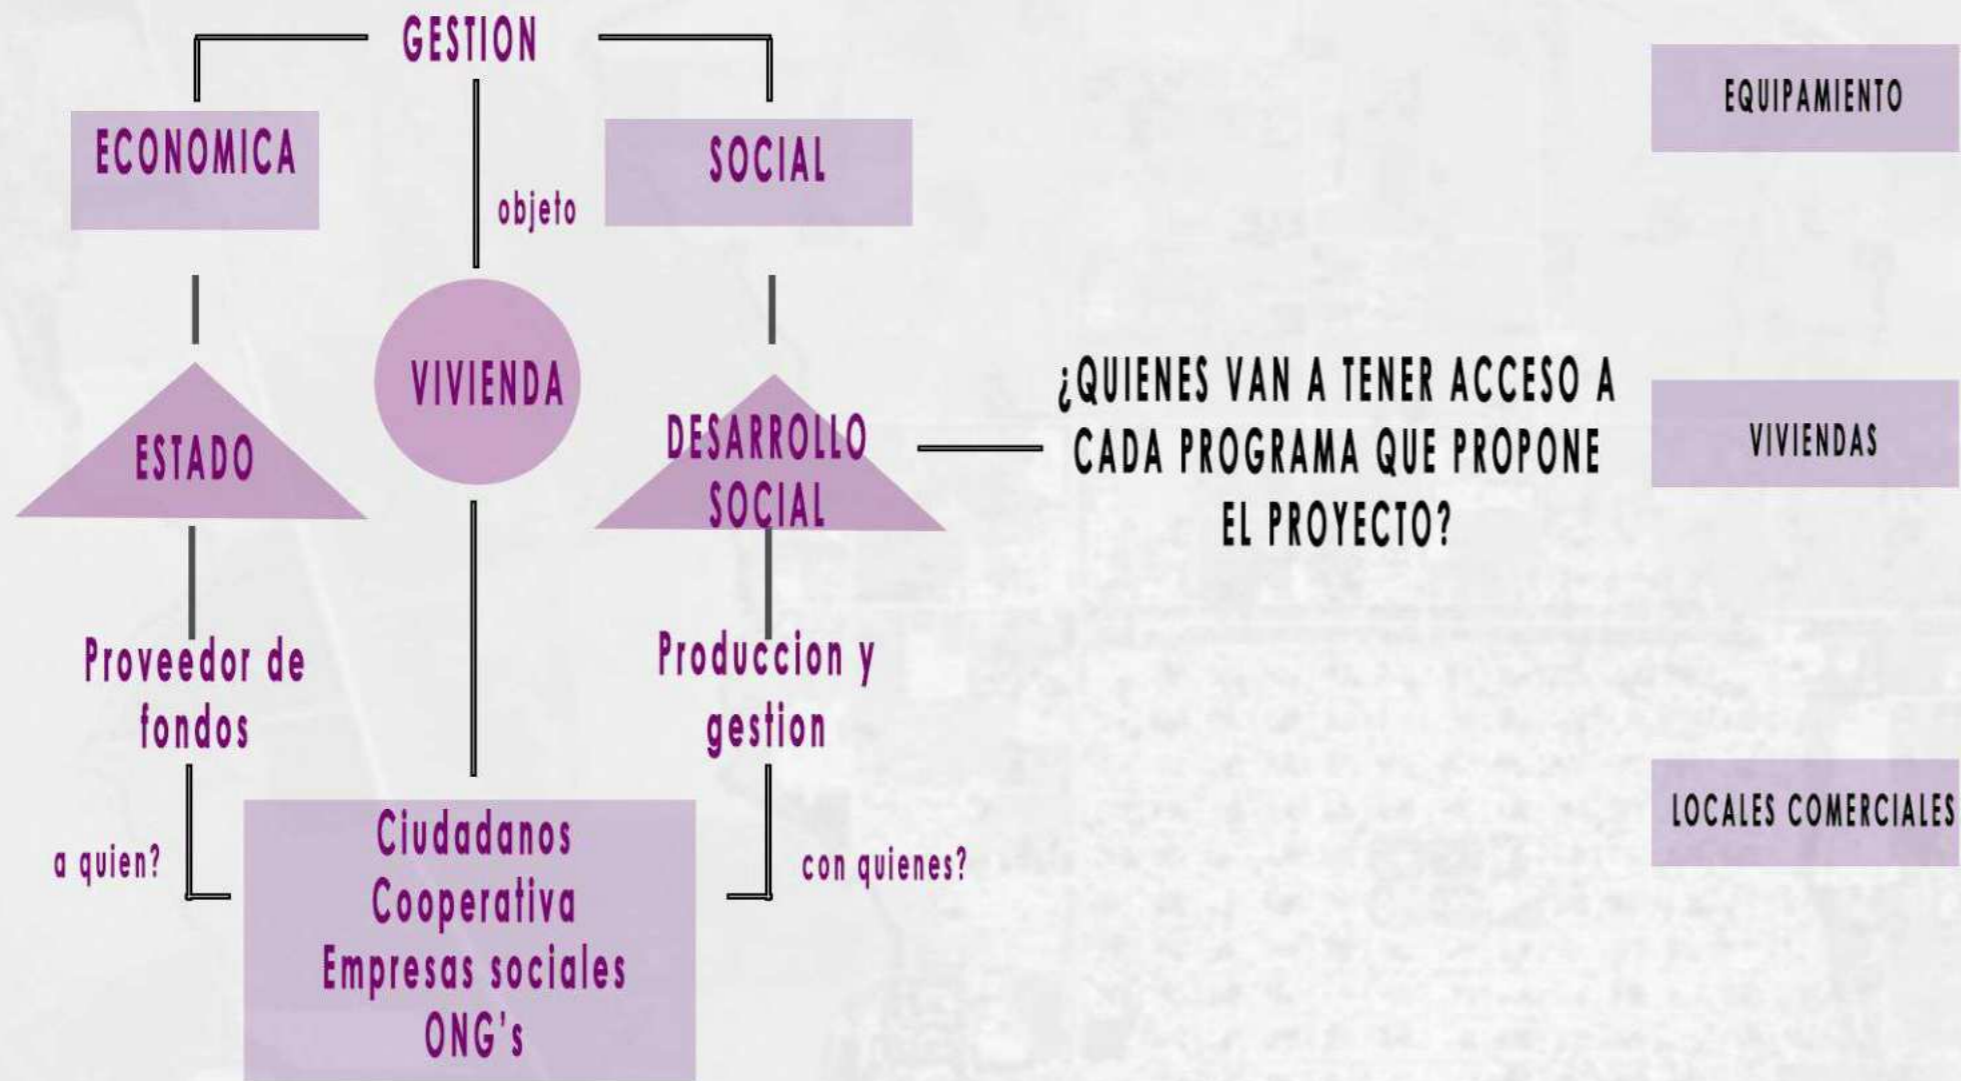 GESTION
ECONOMICA
SOCIAL
objeto
VIVIENDA
ESTADO
DESARROLLO
SOCIAL
Proveedor de
fondos
Produccion y
gestion
a quien?
con quienes?
Ciudadanos
Cooperativa
Empresas sociales
ONG's
¿QUIENES VAN A TENER ACCESO A
CADA PROGRAMA QUE PROPONE
EL PROYECTO?
EQUIPAMIENTO
VIVIENDAS
LOCALES COMERCIALES